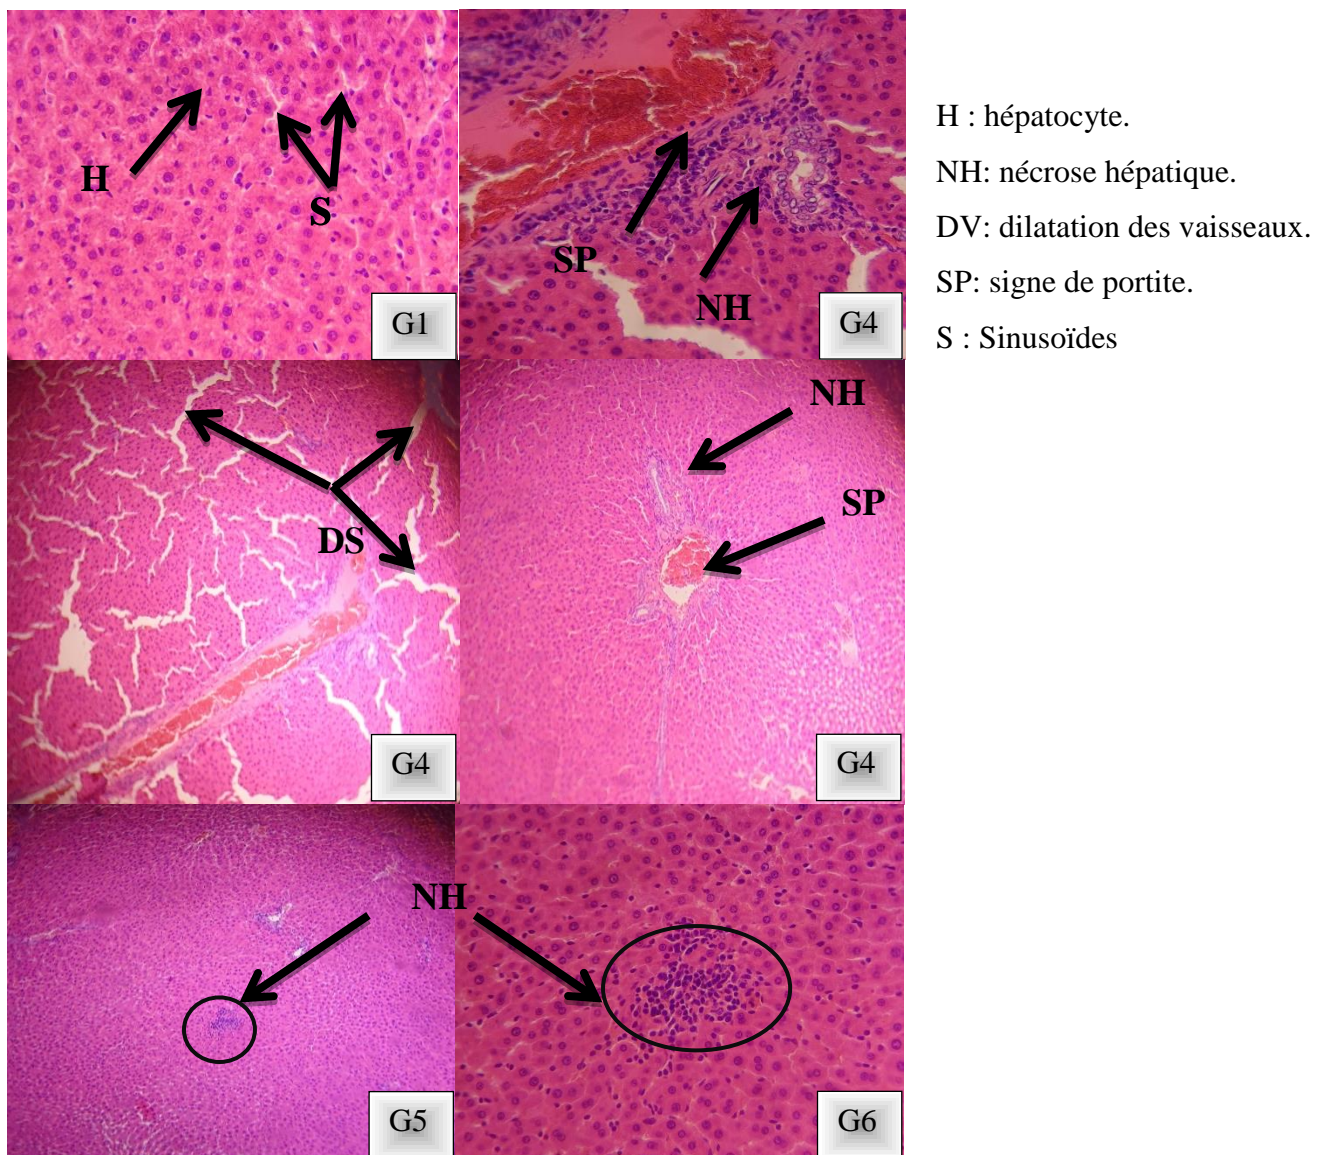 H
S
G1
SP
NH
G4
H : hépatocyte.
NH: nécrose hépatique.
DV: dilatation des vaisseaux.
SP: signe de portite.
S : Sinusoïdes
DS
G4
NH
SP
G4
NH
G5
G6